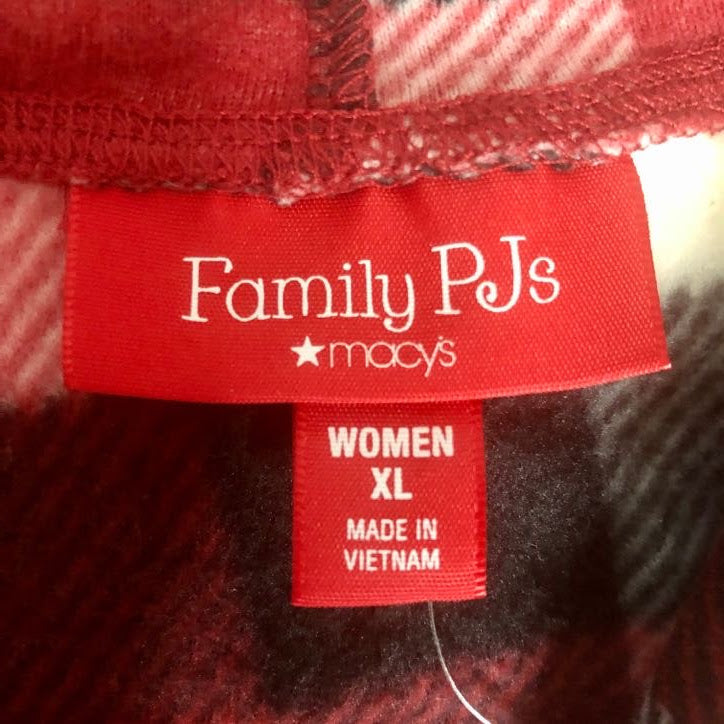 Family PJs
★macy's
WOMEN
XL
MADE IN
VIETNAM